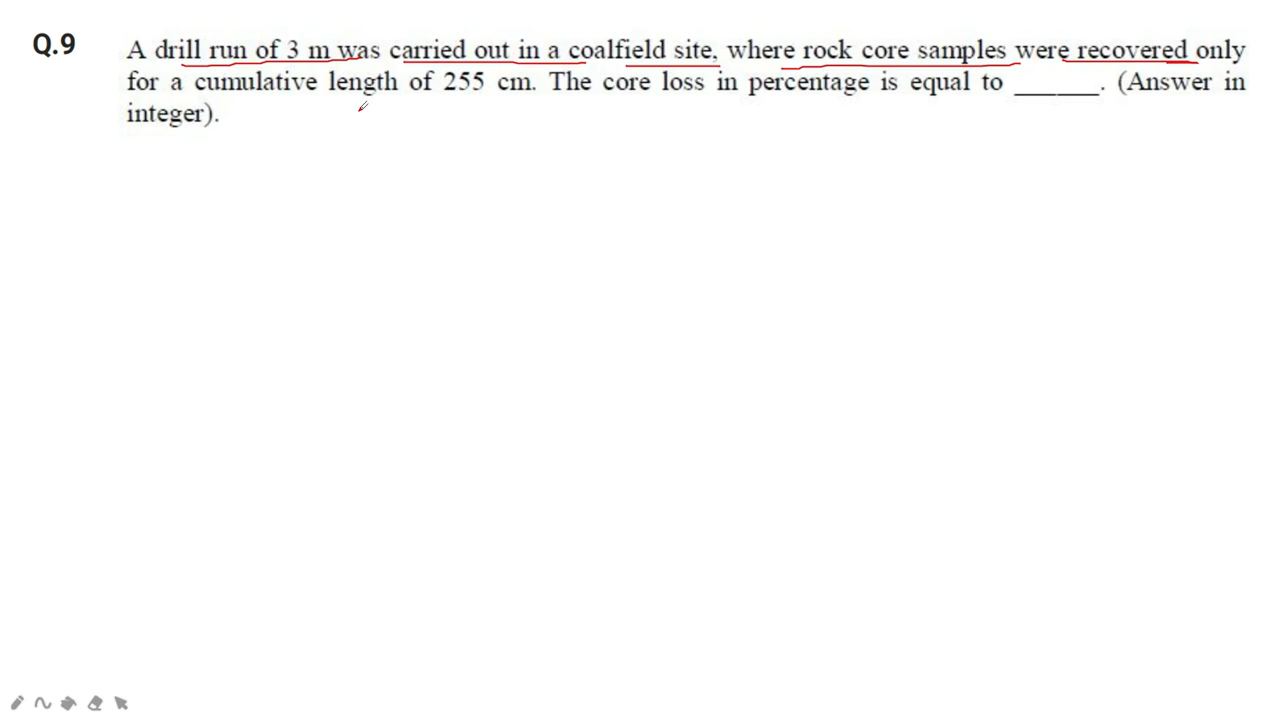 Q.9
A drill run of 3 m was carried out in a coalfield site, where rock core samples were recovered only
for a cumulative length of 255 cm. The core loss in percentage is equal to ______. (Answer in
integer).